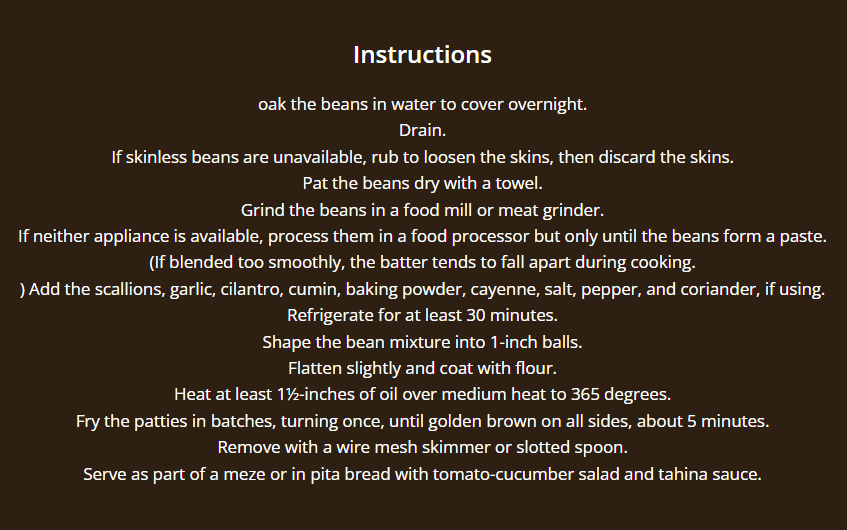 Instructions
oak the beans in water to cover overnight.
Drain.
If skinless beans are unavailable, rub to loosen the skins, then discard the skins.
Pat the beans dry with a towel.
Grind the beans in a food mill or meat grinder.
If neither appliance is available, process them in a food processor but only until the beans form a paste.
(If blended too smoothly, the batter tends to fall apart during cooking.
) Add the scallions, garlic, cilantro, cumin, baking powder, cayenne, salt, pepper, and coriander, if using.
Refrigerate for at least 30 minutes.
Shape the bean mixture into 1-inch balls.
Flatten slightly and coat with flour.
Heat at least 1½-inches of oil over medium heat to 365 degrees.
Fry the patties in batches, turning once, until golden brown on all sides, about 5 minutes.
Remove with a wire mesh skimmer or slotted spoon.
Serve as part of a meze or in pita bread with tomato-cucumber salad and tahina sauce.